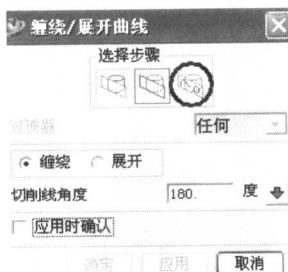 缠绕/展开曲线
选择步骤
过滤器 任何
缠绕 展开
切削线角度 180. 度
应用时确认
确定 应用 取消